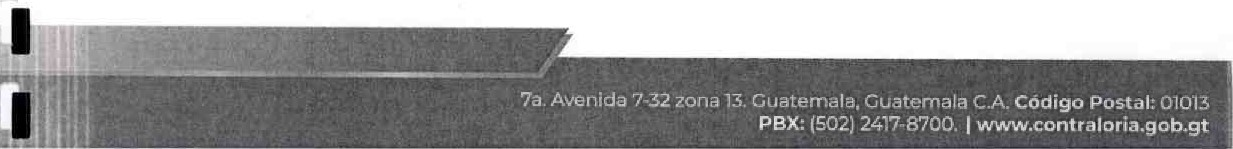 7a. Avenida 7-32 zona 13. Guatemala, Guatemala C.A. Código Postal: 01013
PBX: (502) 2417-8700. | www.contraloria.gob.gt